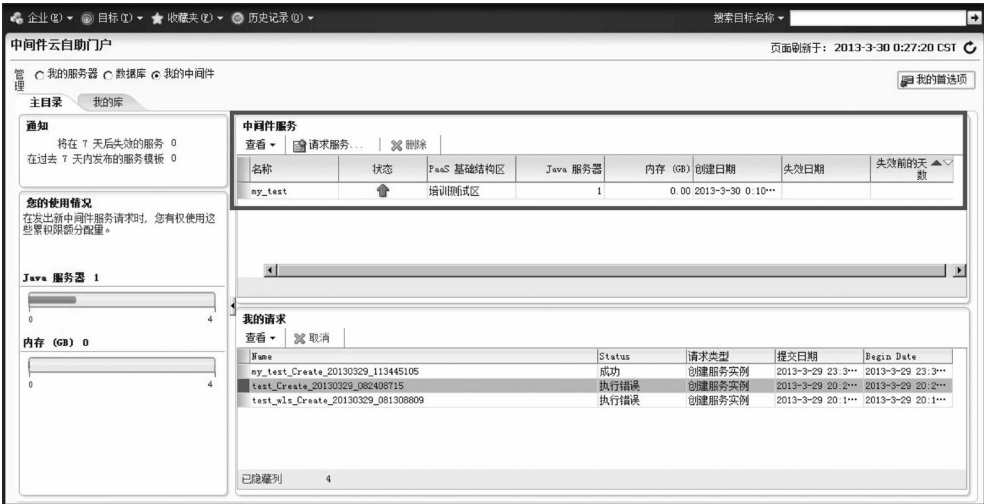 企业(E) 目标(T) 收藏夹(F) 历史记录(O) 搜索目标名称
中间件云自助门户
页面刷新于： 2013-3-30 0:27:20 CST
管理 我的服务器 数据库 我的中间件
我的首选项
主目录 我的库
通知
将在 7 天后失效的服务 0
在过去 7 天内发布的服务模板 0
您的使用情况
在发出新中间件服务请求时，您有权使用这
些累积限额分配量。
Java 服务器 1
0 4
内存 (GB) 0
0 4
中间件服务
查看 请求服务... 删除
名称 状态 PaaS 基础结构区 Java 服务器 内存 (GB) 创建日期 失效日期 失效前的天数
my_test 培训测试区 1 0.00 2013-3-30 0:10…
我的请求
查看 取消
Name Status 请求类型 提交日期 Begin Date
my_test_Create_20130329_113445105 成功 创建服务实例 2013-3-29 23:3… 2013-3-29 23:3…
test_Create_20130329_082408715 执行错误 创建服务实例 2013-3-29 20:2… 2013-3-29 20:2…
test_wls_Create_20130329_081308809 执行错误 创建服务实例 2013-3-29 20:1… 2013-3-29 20:1…
已隐藏列 4